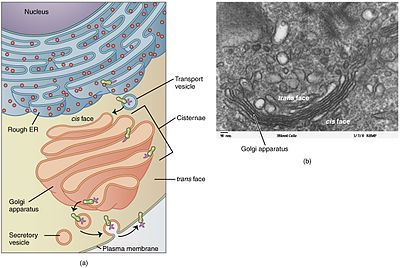 Nucleus
Transport
vesicle
cis face
Cisternae
Rough ER
trans face
Golgi
apparatus
Secretory
vesicle
Plasma membrane
(a)
trans face
cis face
Golgi apparatus
(b)